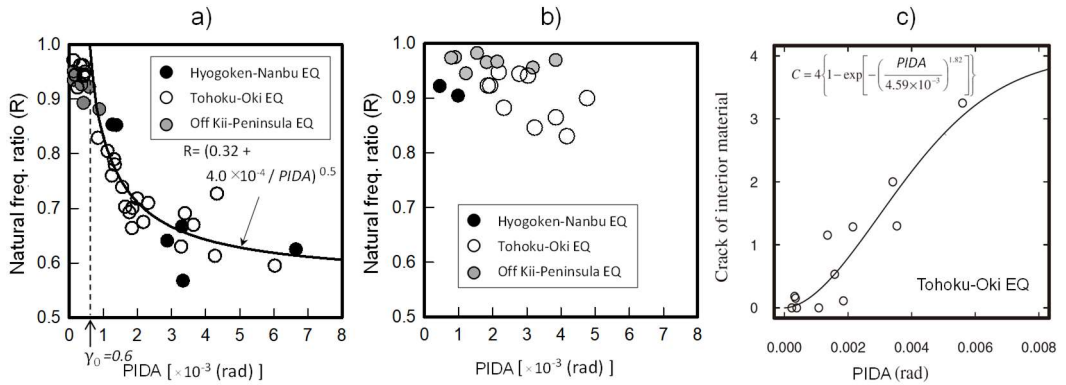 a)
Natural freq. ratio (R)
1.0
0.9
0.8
0.7
0.6
0.5
Hyogoken-Nanbu EQ
Tohoku-Oki EQ
Off Kii-Peninsula EQ
R= (0.32 +
4.0 ×10⁻⁴ / PIDA) ⁰·⁵
0 1 2 3 4 5 6 7 8
γ₀ =0.6
PIDA [ ×10⁻³ (rad) ]
b)
Natural freq. ratio (R)
1.0
0.9
0.8
0.7
0.6
0.5
Hyogoken-Nanbu EQ
Tohoku-Oki EQ
Off Kii-Peninsula EQ
0 1 2 3 4 5 6 7 8
PIDA [ ×10⁻³ (rad) ]
c)
Crack of interior material
4
3
2
1
0
C = 4{1−exp[−(PIDA / 4.59×10⁻³)^1.82]}
Tohoku-Oki EQ
0.000 0.002 0.004 0.006 0.008
PIDA (rad)